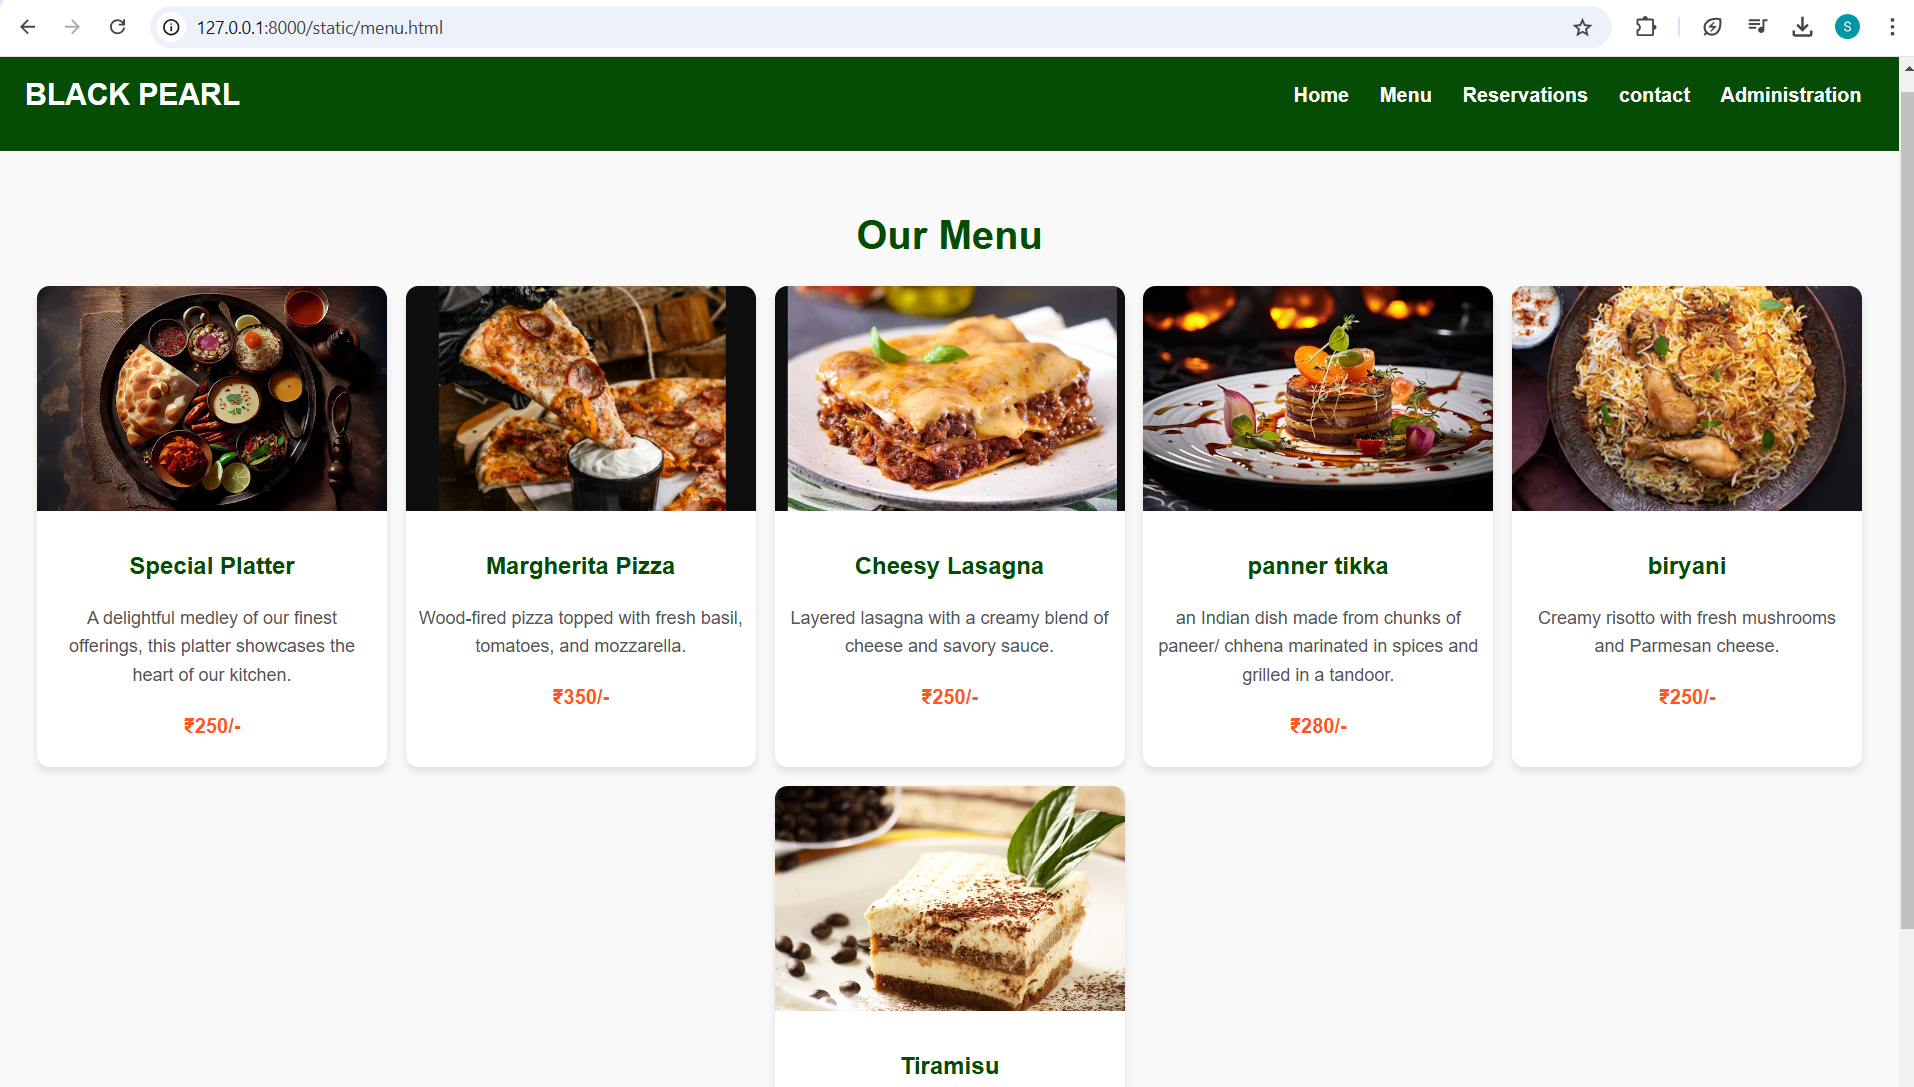 127.0.0.1:8000/static/menu.html
S
BLACK PEARL
Home
Menu
Reservations
contact
Administration
Our Menu
Special Platter
A delightful medley of our finest
offerings, this platter showcases the
heart of our kitchen.
₹250/-
Margherita Pizza
Wood-fired pizza topped with fresh basil,
tomatoes, and mozzarella.
₹350/-
Cheesy Lasagna
Layered lasagna with a creamy blend of
cheese and savory sauce.
₹250/-
panner tikka
an Indian dish made from chunks of
paneer/ chhena marinated in spices and
grilled in a tandoor.
₹280/-
biryani
Creamy risotto with fresh mushrooms
and Parmesan cheese.
₹250/-
Tiramisu